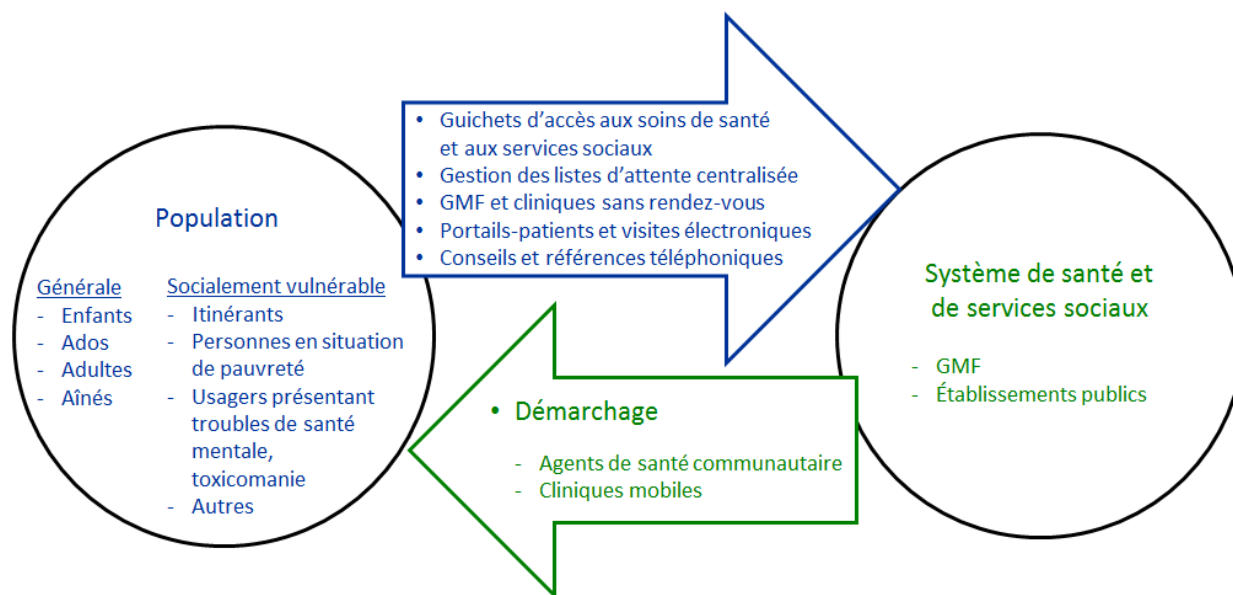 Population
Générale
- Enfants
- Ados
- Adultes
- Aînés
Socialement vulnérable
- Itinérants
- Personnes en situation
de pauvreté
- Usagers présentant
troubles de santé
mentale,
toxicomanie
- Autres
• Guichets d'accès aux soins de santé
et aux services sociaux
• Gestion des listes d'attente centralisée
• GMF et cliniques sans rendez-vous
• Portails-patients et visites électroniques
• Conseils et références téléphoniques
• Démarchage
- Agents de santé communautaire
- Cliniques mobiles
Système de santé et
de services sociaux
- GMF
- Établissements publics